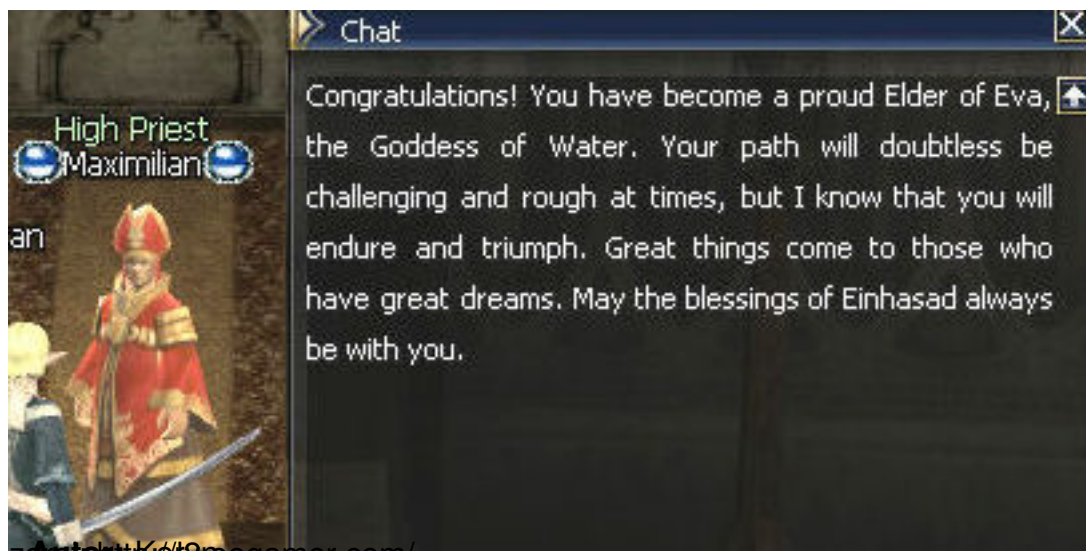 Chat
High Priest
Maximilian
an
Congratulations! You have become a proud Elder of Eva,
the Goddess of Water. Your path will doubtless be
challenging and rough at times, but I know that you will
endure and triumph. Great things come to those who
have great dreams. May the blessings of Einhasad always
be with you.